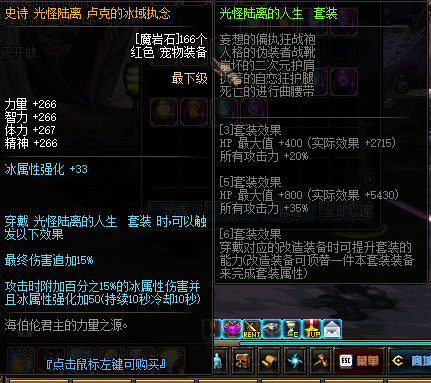 史诗 光怪陆离 卢克的冰域执念
[魔岩石]166个
红色 宠物装备
最下级
力量 +266
智力 +266
体力 +267
精神 +266
冰属性强化 +33
穿戴 光怪陆离的人生 套装 时,可以触
发以下效果
最终伤害追加15%
攻击时附加百分之15%的冰属性伤害并
且冰属性强化加50(持续10秒冷却10秒)
海伯伦君主的力量之源。
『点击鼠标左键可购买』
光怪陆离的人生 套装
妄想的偏执狂战袍
人格的伪装者战靴
崩坏的二次元护肩
执着的自恋狂护腿
死亡的进行曲腰带
[3]套装效果
HP 最大值 +400 (实际效果 +2715)
所有攻击力 +20%
[5]套装效果
HP 最大值 +800 (实际效果 +5430)
所有攻击力 +35%
[6]套装效果
穿戴对应的改造装备时可提升套装的
能力(改造装备可顶替一件本套装装备
来完成套装属性)
全部修理
RENT
UP
ESC 菜单
商城